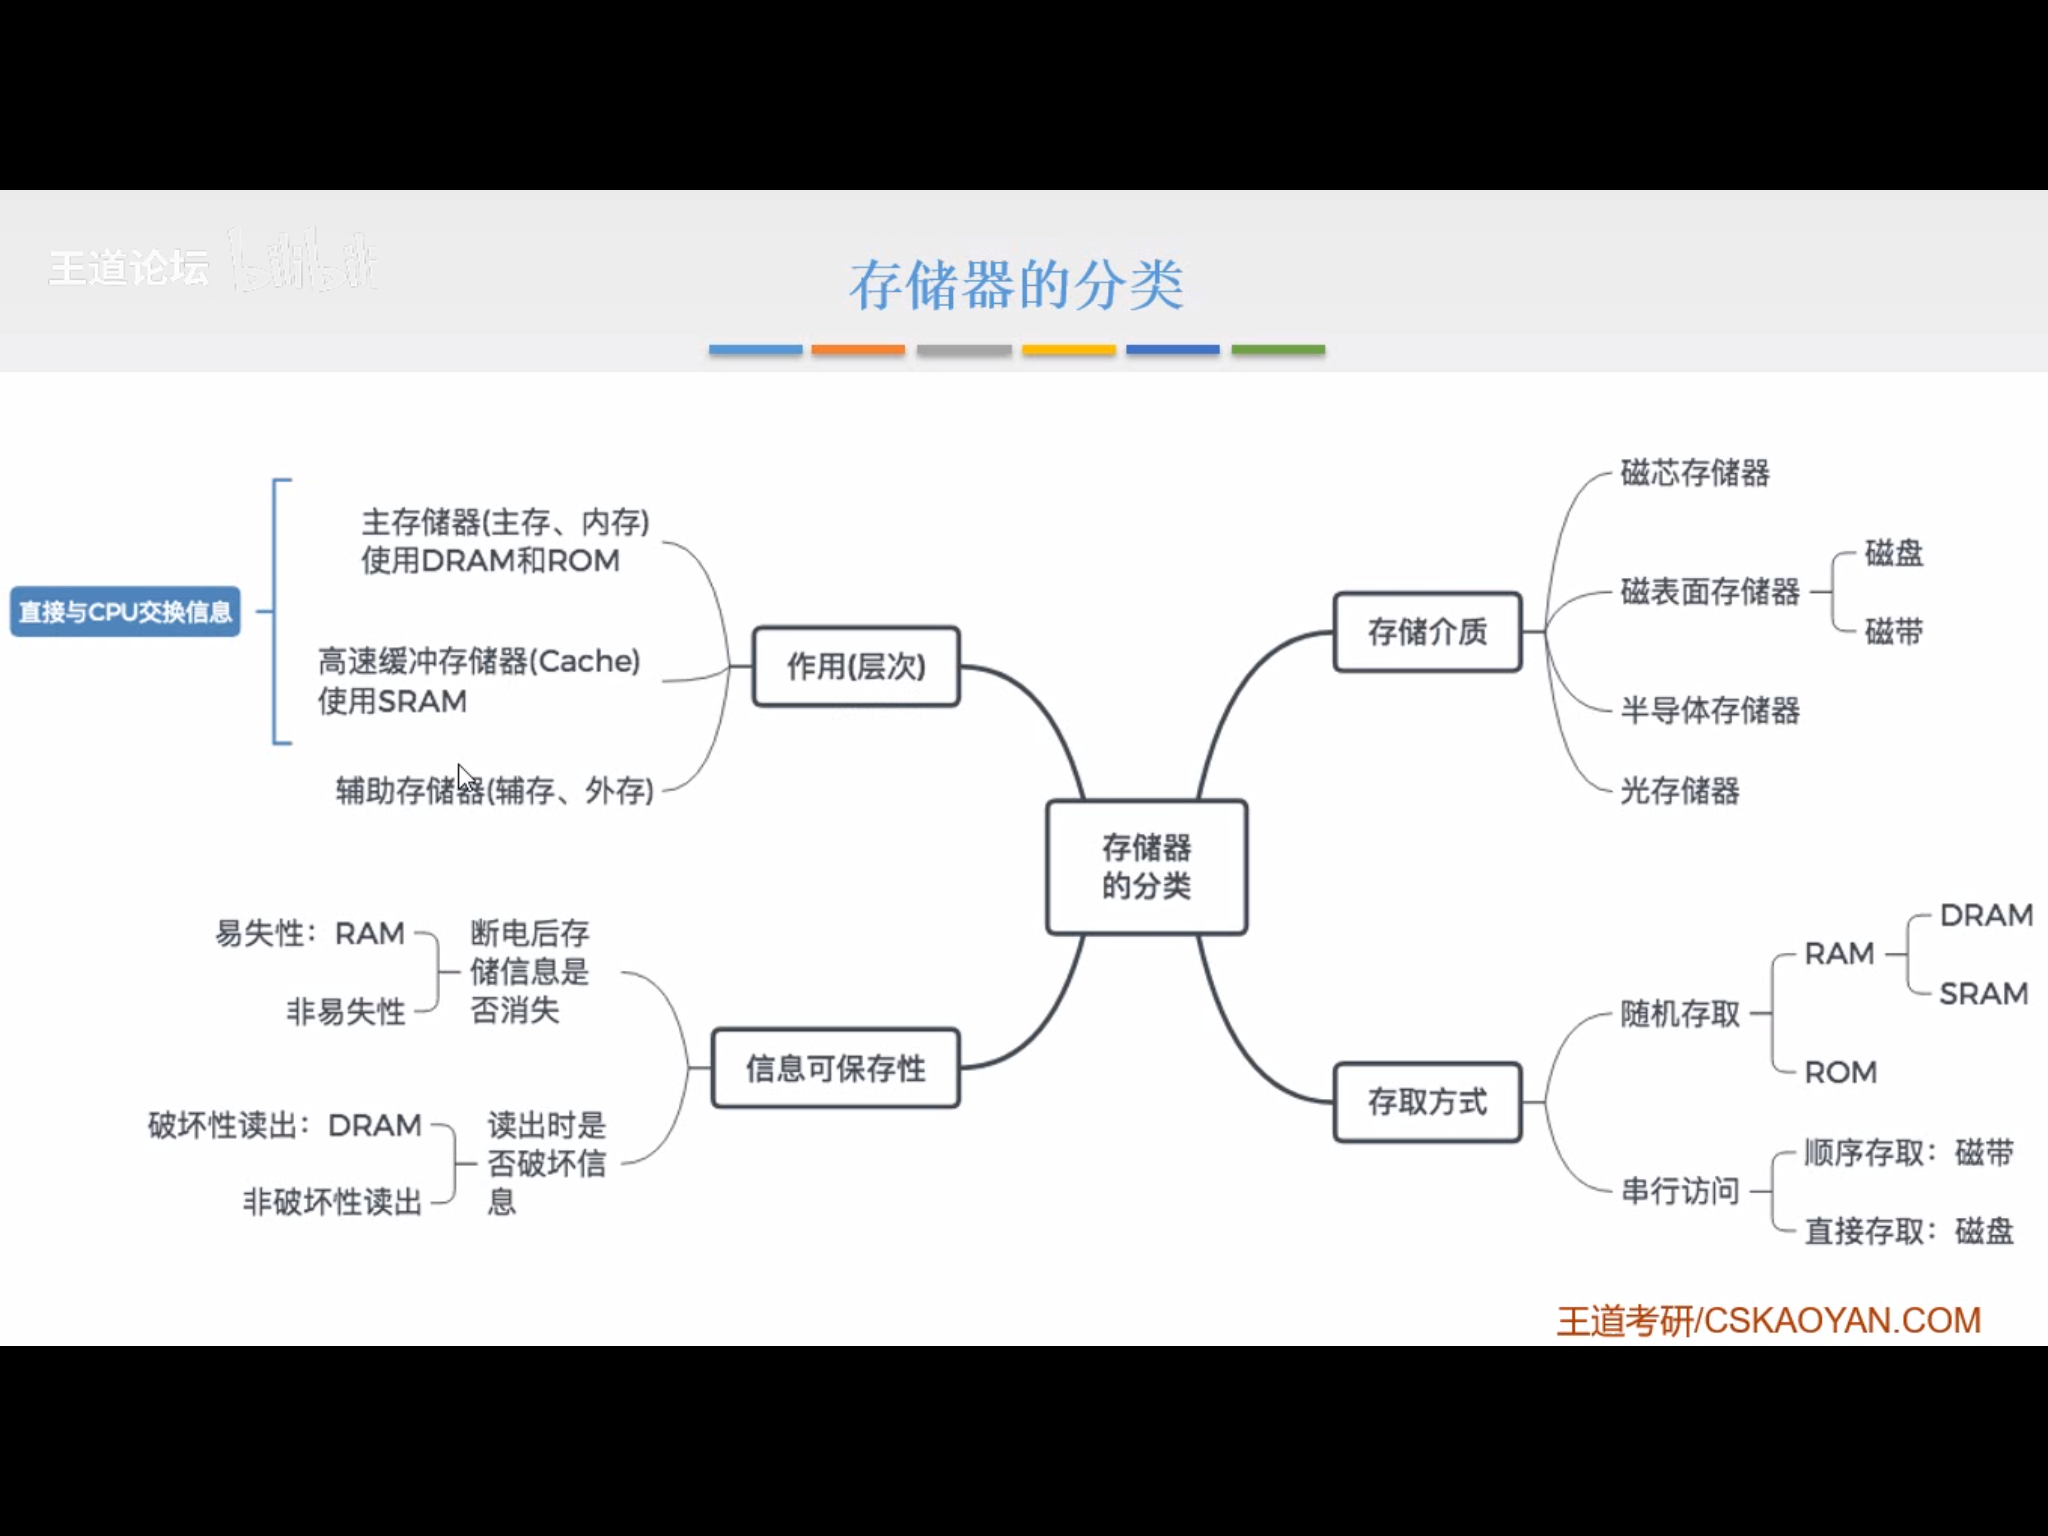 王道论坛 bilibili
存储器的分类
主存储器(主存、内存)
使用DRAM和ROM
直接与CPU交换信息
高速缓冲存储器(Cache)
使用SRAM
辅助存储器(辅存、外存)
作用(层次)
存储介质
磁芯存储器
磁表面存储器
磁盘
磁带
半导体存储器
光存储器
存储器
的分类
易失性：RAM
非易失性
断电后存
储信息是
否消失
信息可保存性
破坏性读出：DRAM
非破坏性读出
读出时是
否破坏信
息
存取方式
随机存取
RAM
DRAM
SRAM
ROM
串行访问
顺序存取：磁带
直接存取：磁盘
王道考研/CSKAOYAN.COM